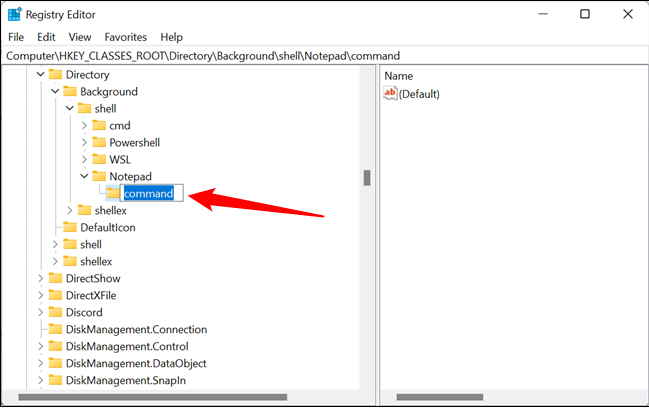 Registry Editor
File Edit View Favorites Help
Computer\HKEY_CLASSES_ROOT\Directory\Background\shell\Notepad\command
Directory
Background
shell
cmd
Powershell
WSL
Notepad
command
shellex
DefaultIcon
shell
shellex
DirectShow
DirectXFile
Discord
DiskManagement.Connection
DiskManagement.Control
DiskManagement.DataObject
DiskManagement.SnapIn
Name
ab (Default)